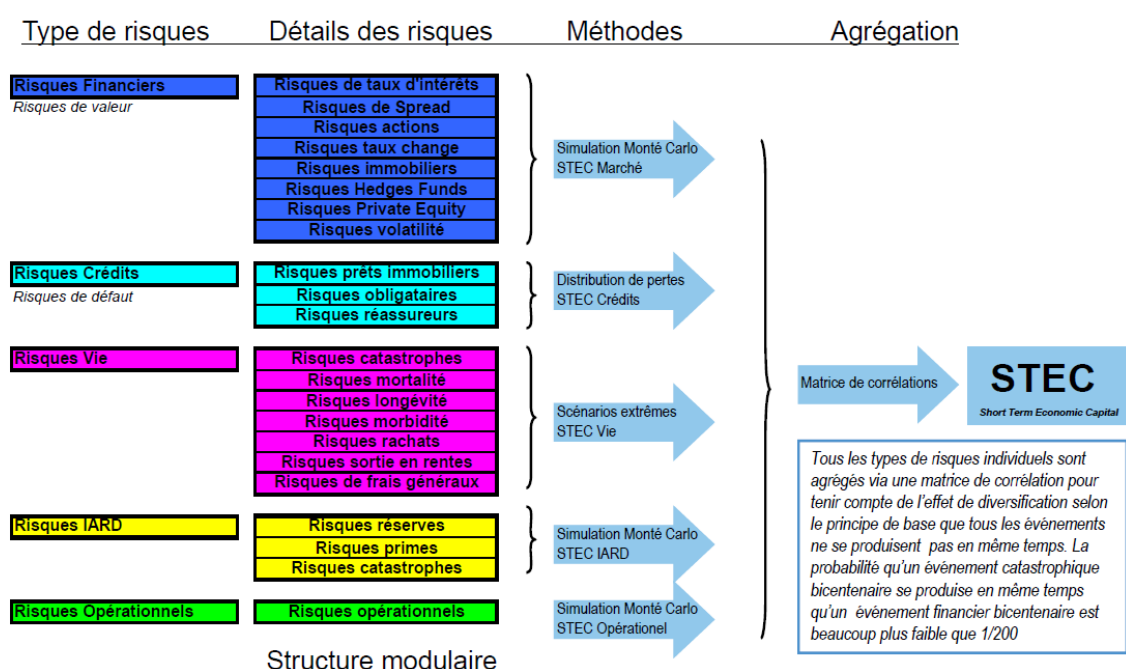 Type de risques
Détails des risques
Méthodes
Agrégation
Risques Financiers
Risques de valeur
Risques de taux d'intérêts
Risques de Spread
Risques actions
Risques taux change
Risques immobiliers
Risques Hedges Funds
Risques Private Equity
Risques volatilité
Simulation Monté Carlo
STEC Marché
Risques Crédits
Risques de défaut
Risques prêts immobiliers
Risques obligataires
Risques réassureurs
Distribution de pertes
STEC Crédits
Risques Vie
Risques catastrophes
Risques mortalité
Risques longévité
Risques morbidité
Risques rachats
Risques sortie en rentes
Risques de frais généraux
Scénarios extrêmes
STEC Vie
Risques IARD
Risques réserves
Risques primes
Risques catastrophes
Simulation Monté Carlo
STEC IARD
Risques Opérationnels
Risques opérationnels
Simulation Monté Carlo
STEC Opérationel
Structure modulaire
Matrice de corrélations
STEC
Short Term Economic Capital
Tous les types de risques individuels sont
agrégés via une matrice de corrélation pour
tenir compte de l'effet de diversification selon
le principe de base que tous les événements
ne se produisent pas en même temps. La
probabilité qu'un évènement catastrophique
bicentenaire se produise en même temps
qu'un évènement financier bicentenaire est
beaucoup plus faible que 1/200